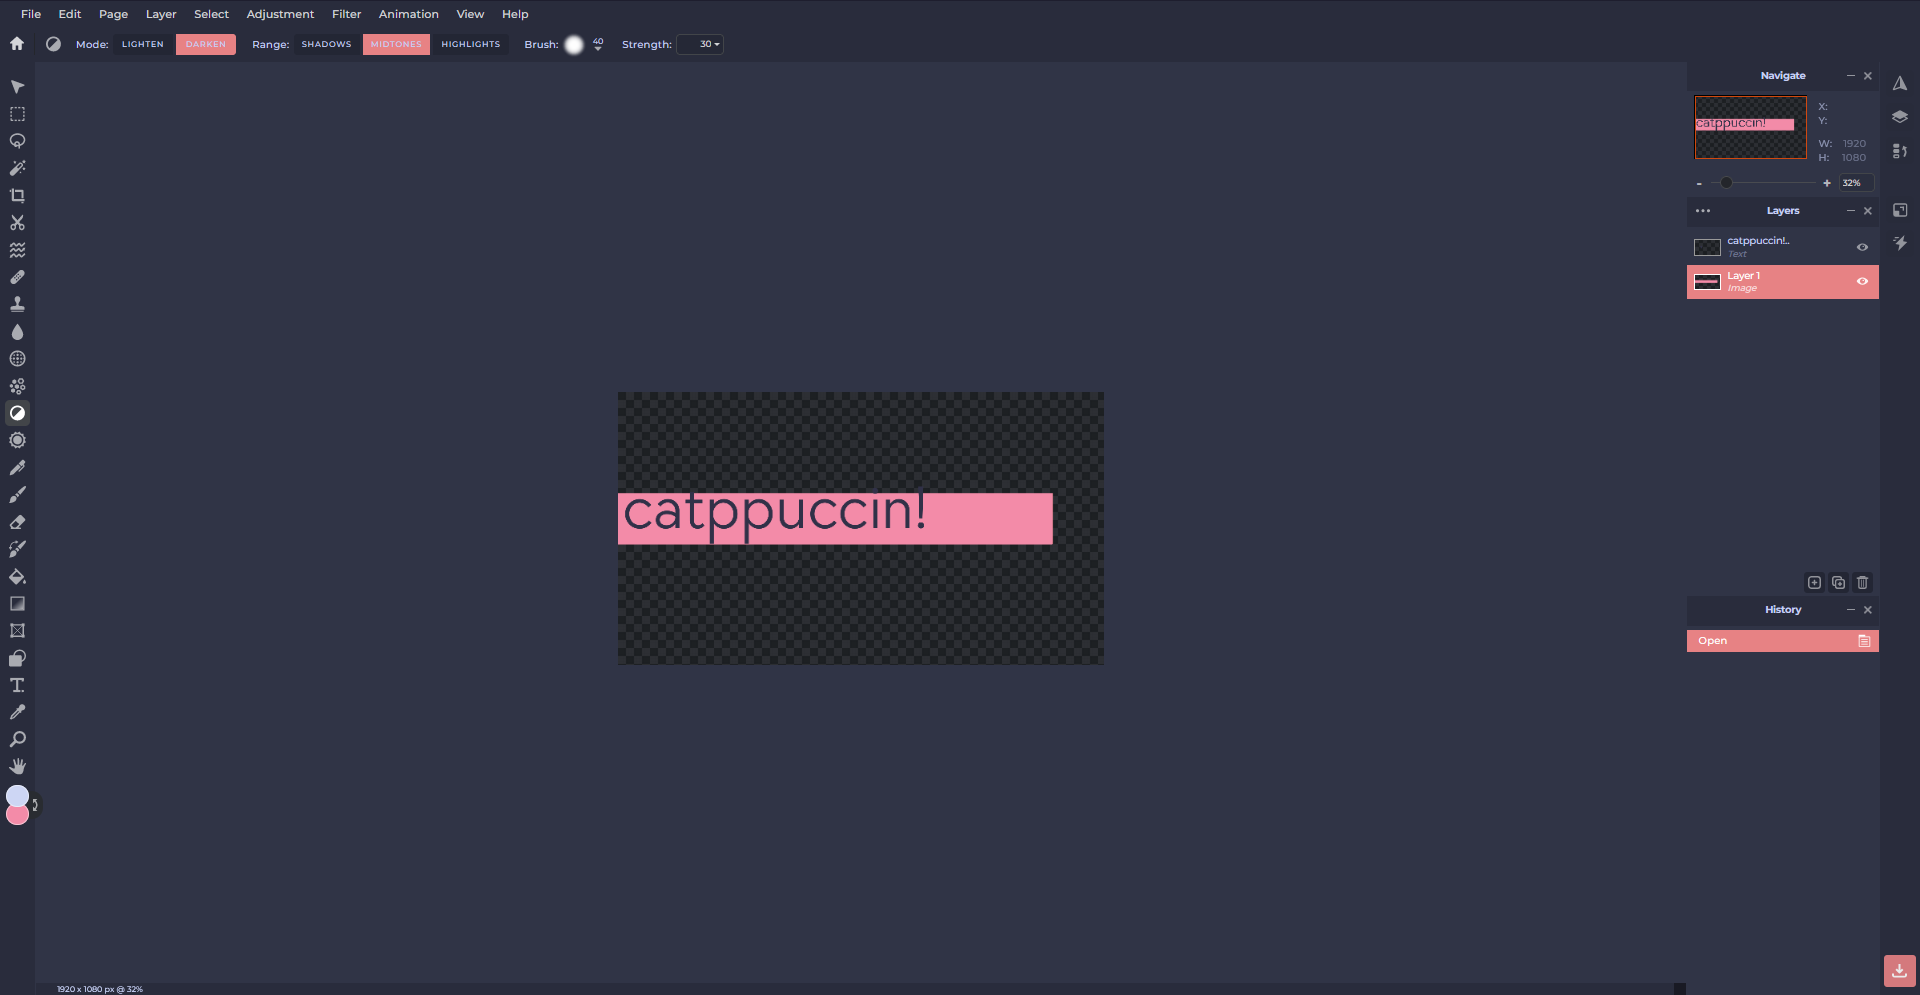 File Edit Page Layer Select Adjustment Filter Animation View Help
Mode: LIGHTEN DARKEN Range: SHADOWS MIDTONES HIGHLIGHTS Brush: 40 Strength: 30
Navigate
catppuccin!
X:
Y:
W: 1920
H: 1080
- + 32%
Layers
catppuccin!..
Text
Layer 1
Image
catppuccin!
History
Open
1920 x 1080 px @ 32%